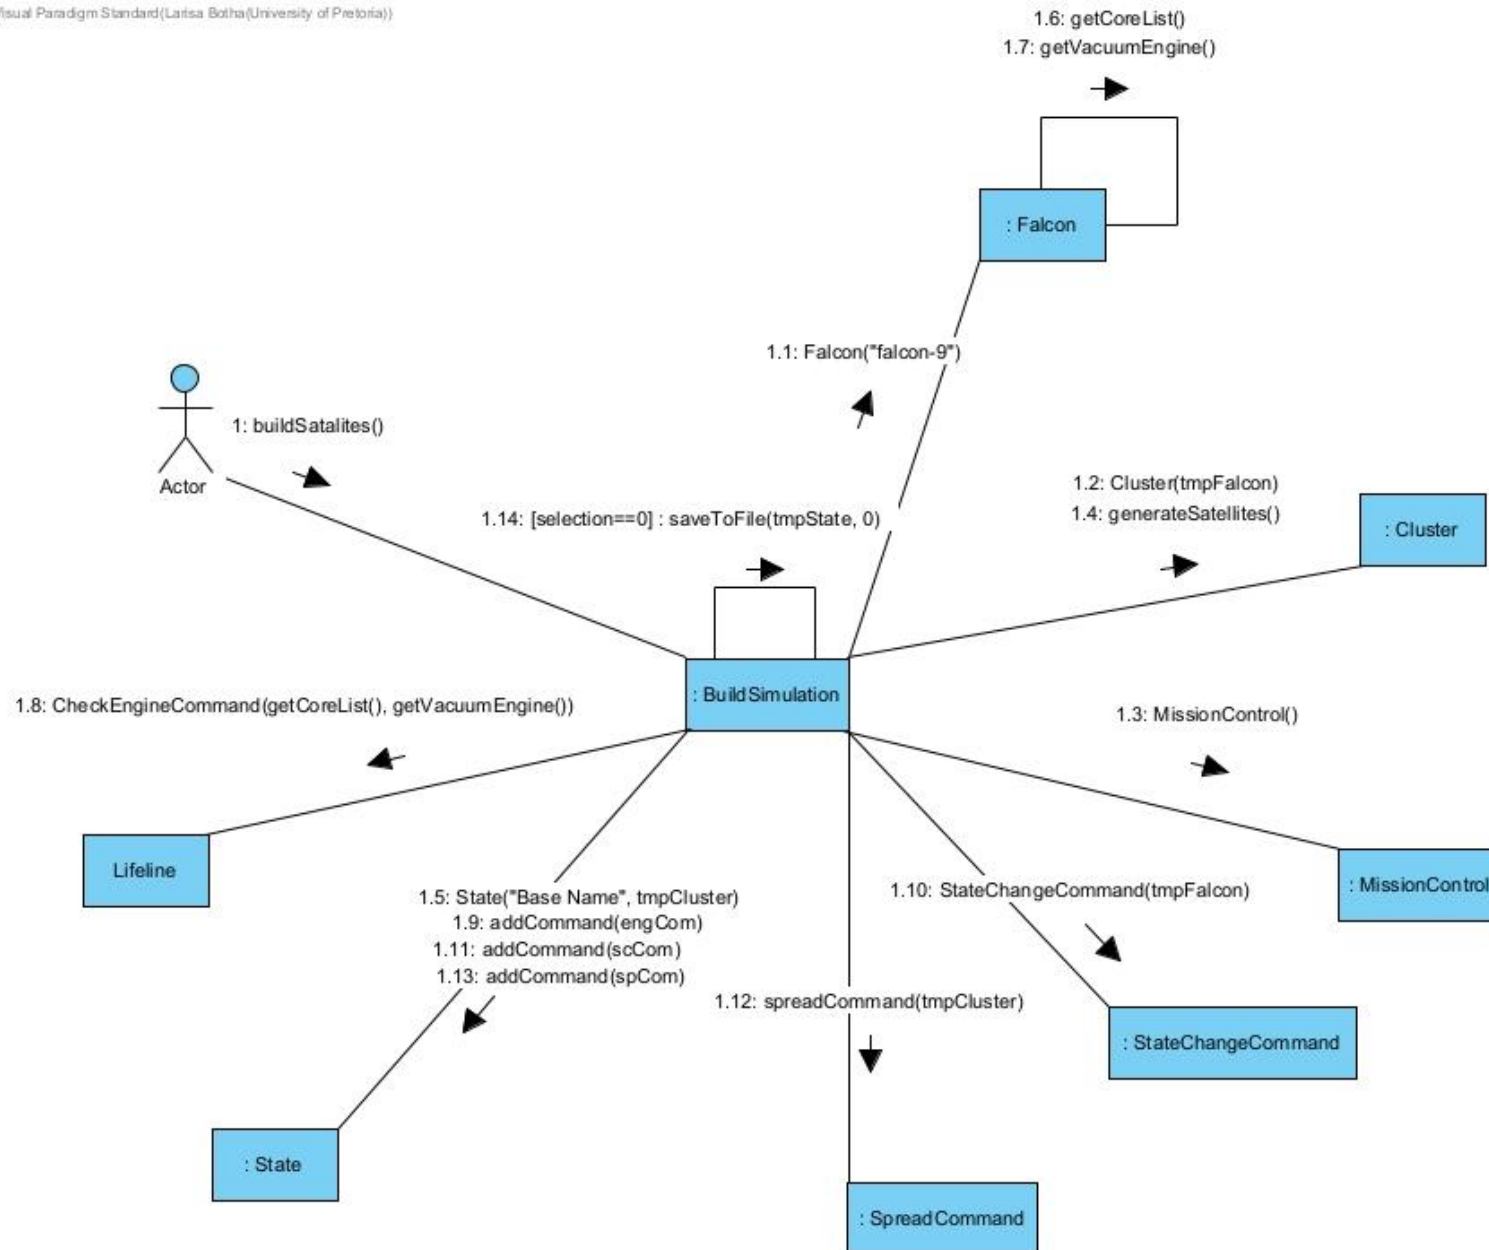 Visual Paradigm Standard(Larisa Botha(University of Pretoria))
1.6: getCoreList()
1.7: getVacuumEngine()
: Falcon
1.1: Falcon("falcon-9")
1: buildSatalites()
Actor
1.2: Cluster(tmpFalcon)
1.4: generateSatellites()
: Cluster
1.14: [selection==0] : saveToFile(tmpState, 0)
: BuildSimulation
1.8: CheckEngineCommand(getCoreList(), getVacuumEngine())
1.3: MissionControl()
Lifeline
: MissionControl
1.5: State("Base Name", tmpCluster)
1.9: addCommand(engCom)
1.11: addCommand(scCom)
1.13: addCommand(spCom)
1.10: StateChangeCommand(tmpFalcon)
1.12: spreadCommand(tmpCluster)
: StateChangeCommand
: State
: SpreadCommand